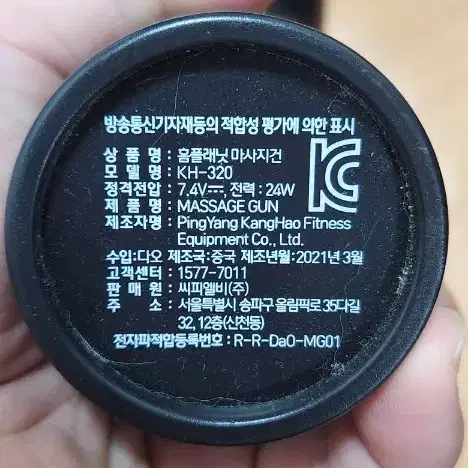 방송통신기자재등의 적합성 평가에 의한 표시
상 품 명 : 홈플래닛 마사지건
모 델 명 : KH-320
정격전압 : 7.4V⎓, 전력 : 24W
제 품 명 : MASSAGE GUN
제조자명 : PingYang KangHao Fitness
Equipment Co., Ltd.
수입:다오 제조국:중국 제조년월:2021년 3월
고객센터 : 1577-7011
판 매 원 : 씨피엘비(주)
주 소 : 서울특별시 송파구 올림픽로 35다길
32, 12층(신천동)
전자파적합등록번호 : R-R-DaO-MG01
KC